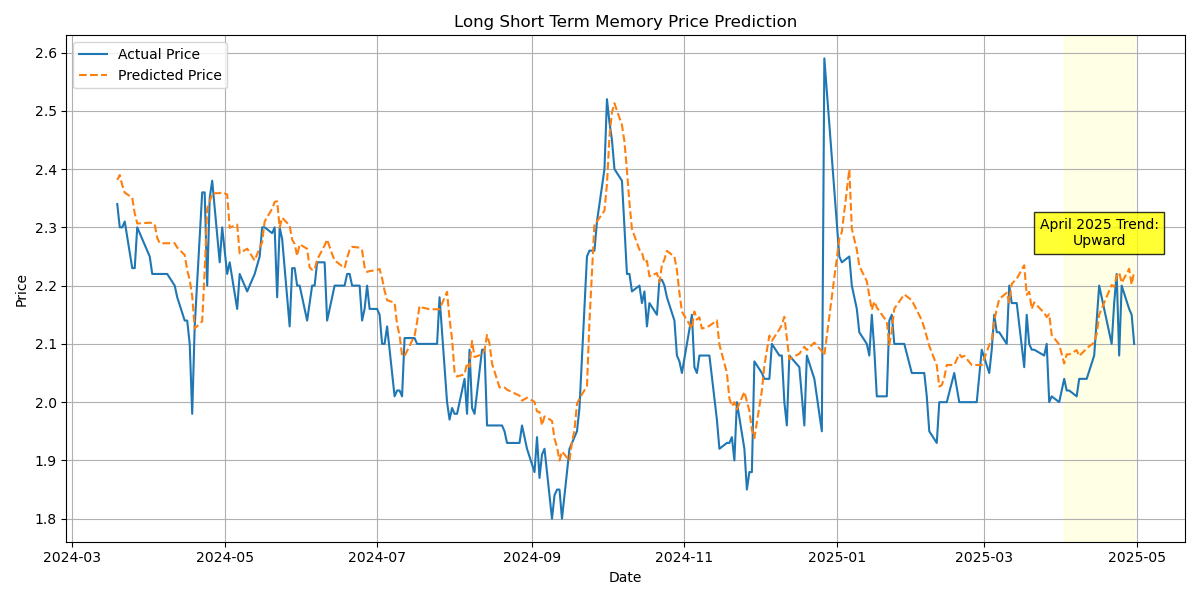 Long Short Term Memory Price Prediction
Actual Price
Predicted Price
2.6
2.5
2.4
2.3
2.2
2.1
2.0
1.9
1.8
Price
April 2025 Trend:
Upward
2024-03
2024-05
2024-07
2024-09
2024-11
2025-01
2025-03
2025-05
Date